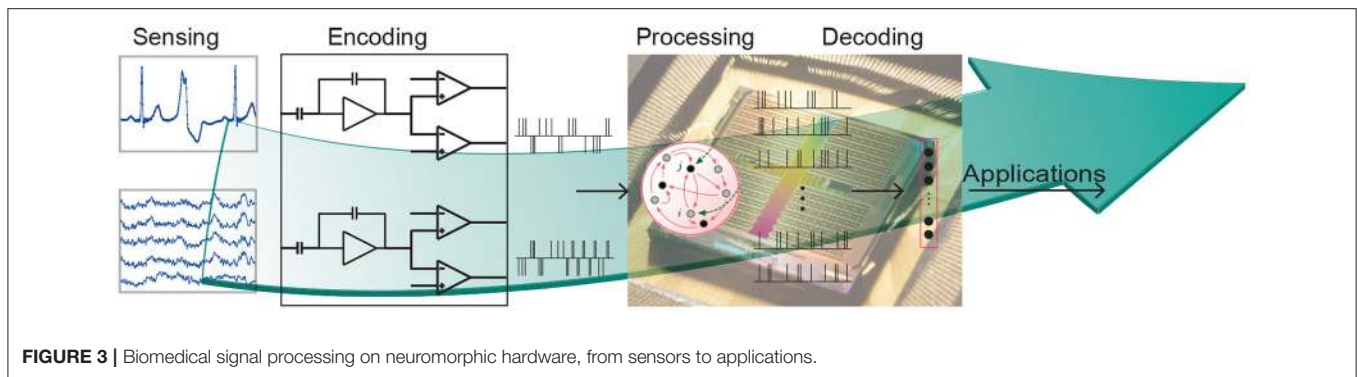 Sensing
Encoding
Processing
Decoding
Applications
FIGURE 3 | Biomedical signal processing on neuromorphic hardware, from sensors to applications.